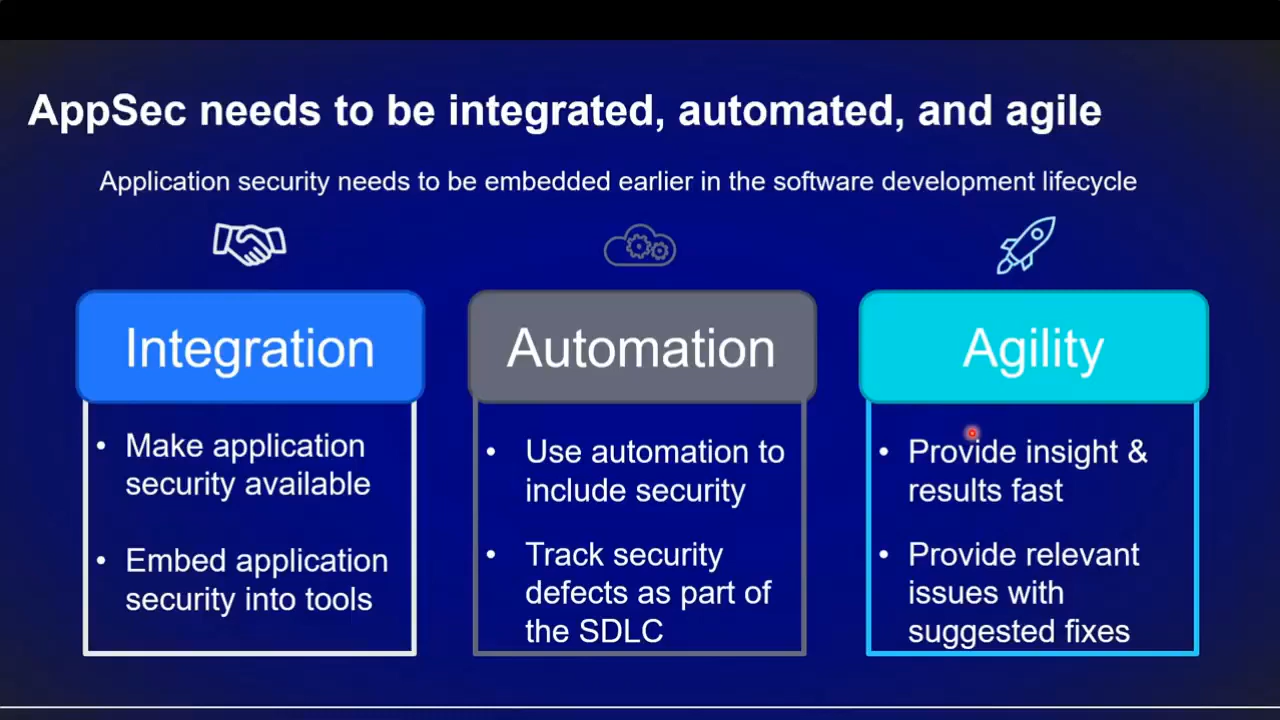 AppSec needs to be integrated, automated, and agile
Application security needs to be embedded earlier in the software development lifecycle
Integration
• Make application
security available
• Embed application
security into tools
Automation
• Use automation to
include security
• Track security
defects as part of
the SDLC
Agility
• Provide insight &
results fast
• Provide relevant
issues with
suggested fixes